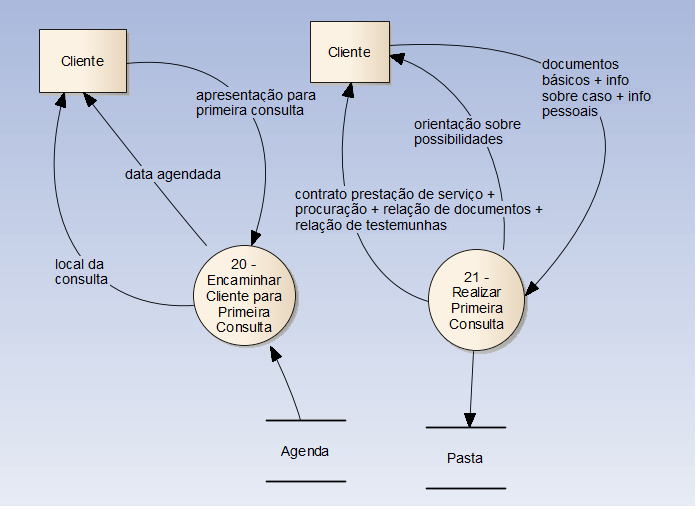 Cliente
apresentação para
primeira consulta
data agendada
local da
consulta
20 -
Encaminhar
Cliente para
Primeira
Consulta
Agenda
Cliente
documentos
básicos + info
sobre caso + info
pessoais
orientação sobre
possibilidades
contrato prestação de serviço +
procuração + relação de documentos +
relação de testemunhas
21 -
Realizar
Primeira
Consulta
Pasta